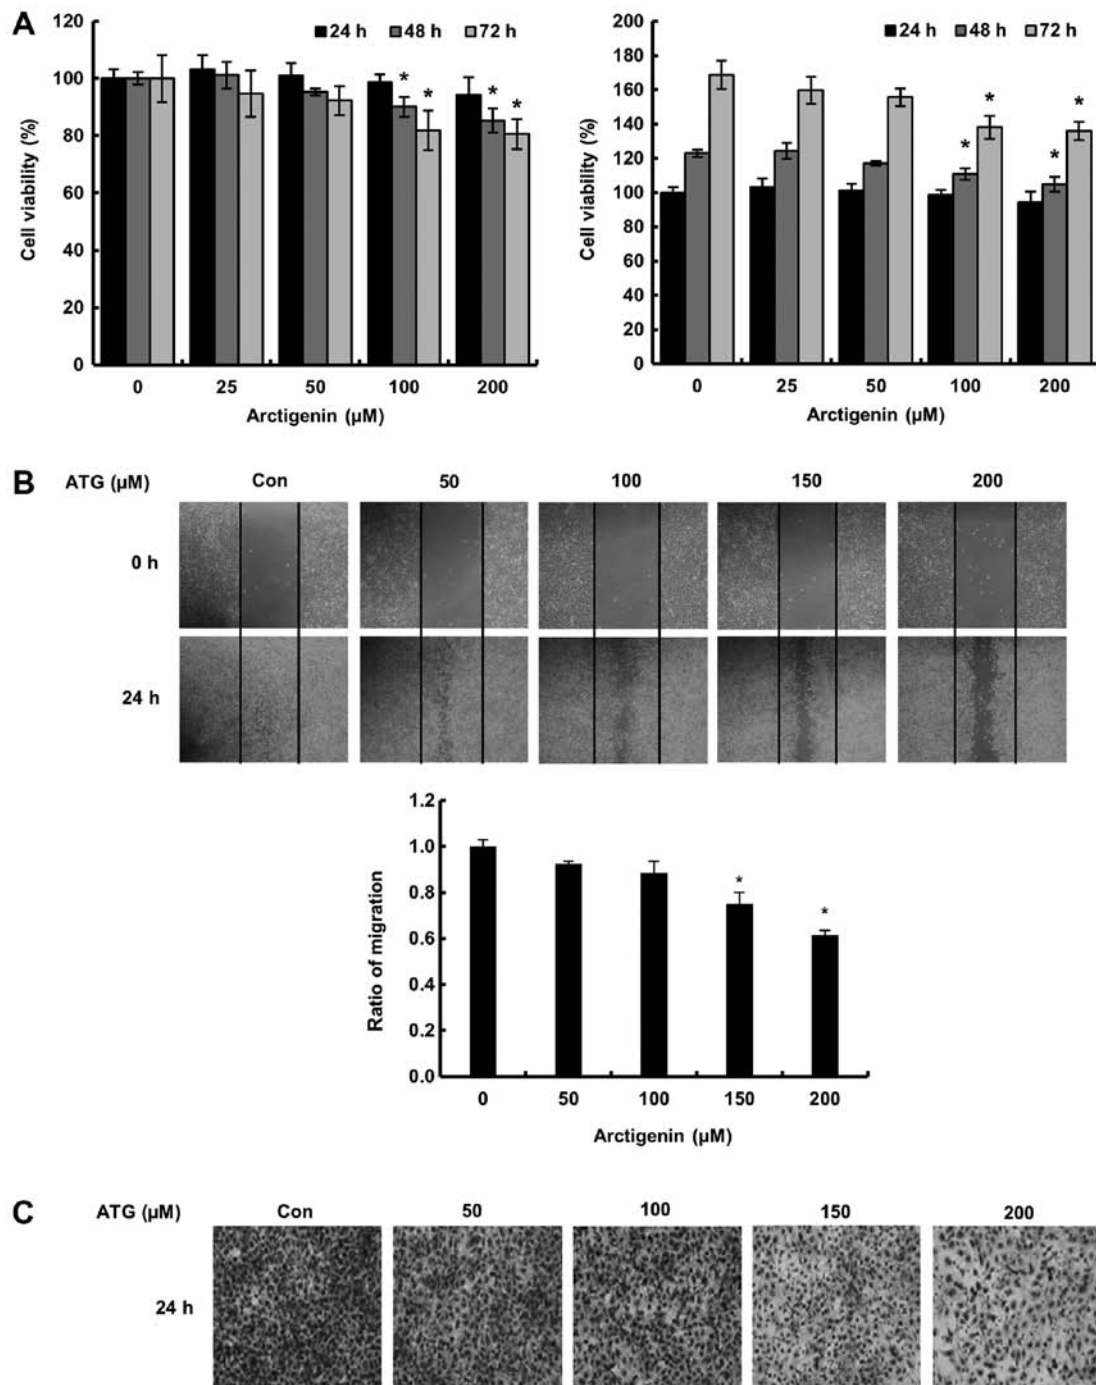 A
120
100
80
60
40
20
0
Cell viability (%)
24 h 48 h 72 h
* * * *
0 25 50 100 200
Arctigenin (µM)
200
180
160
140
120
100
80
60
40
20
0
Cell viability (%)
24 h 48 h 72 h
* * * *
0 25 50 100 200
Arctigenin (µM)
B
ATG (µM) Con 50 100 150 200
0 h
24 h
1.2
1.0
0.8
0.6
0.4
0.2
0.0
Ratio of migration
* *
0 50 100 150 200
Arctigenin (µM)
C
ATG (µM) Con 50 100 150 200
24 h